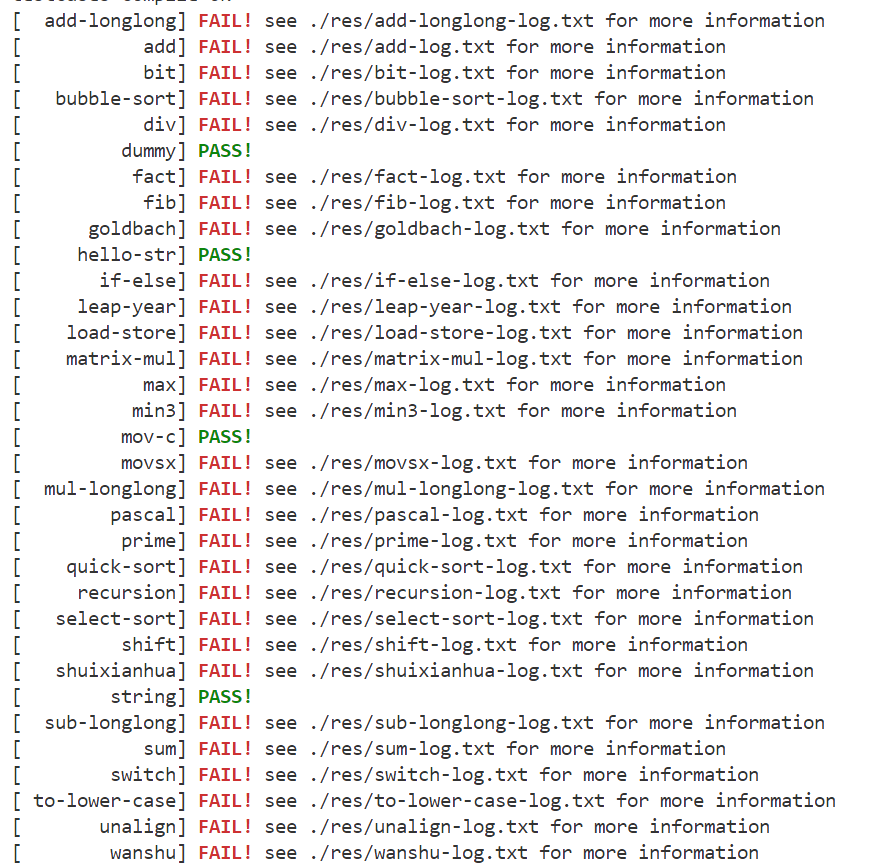 [  add-longlong] FAIL! see ./res/add-longlong-log.txt for more information
[           add] FAIL! see ./res/add-log.txt for more information
[           bit] FAIL! see ./res/bit-log.txt for more information
[   bubble-sort] FAIL! see ./res/bubble-sort-log.txt for more information
[           div] FAIL! see ./res/div-log.txt for more information
[         dummy] PASS!
[          fact] FAIL! see ./res/fact-log.txt for more information
[           fib] FAIL! see ./res/fib-log.txt for more information
[      goldbach] FAIL! see ./res/goldbach-log.txt for more information
[     hello-str] PASS!
[       if-else] FAIL! see ./res/if-else-log.txt for more information
[     leap-year] FAIL! see ./res/leap-year-log.txt for more information
[    load-store] FAIL! see ./res/load-store-log.txt for more information
[    matrix-mul] FAIL! see ./res/matrix-mul-log.txt for more information
[           max] FAIL! see ./res/max-log.txt for more information
[          min3] FAIL! see ./res/min3-log.txt for more information
[         mov-c] PASS!
[         movsx] FAIL! see ./res/movsx-log.txt for more information
[  mul-longlong] FAIL! see ./res/mul-longlong-log.txt for more information
[        pascal] FAIL! see ./res/pascal-log.txt for more information
[         prime] FAIL! see ./res/prime-log.txt for more information
[    quick-sort] FAIL! see ./res/quick-sort-log.txt for more information
[     recursion] FAIL! see ./res/recursion-log.txt for more information
[   select-sort] FAIL! see ./res/select-sort-log.txt for more information
[         shift] FAIL! see ./res/shift-log.txt for more information
[   shuixianhua] FAIL! see ./res/shuixianhua-log.txt for more information
[        string] PASS!
[  sub-longlong] FAIL! see ./res/sub-longlong-log.txt for more information
[           sum] FAIL! see ./res/sum-log.txt for more information
[        switch] FAIL! see ./res/switch-log.txt for more information
[ to-lower-case] FAIL! see ./res/to-lower-case-log.txt for more information
[       unalign] FAIL! see ./res/unalign-log.txt for more information
[        wanshu] FAIL! see ./res/wanshu-log.txt for more information